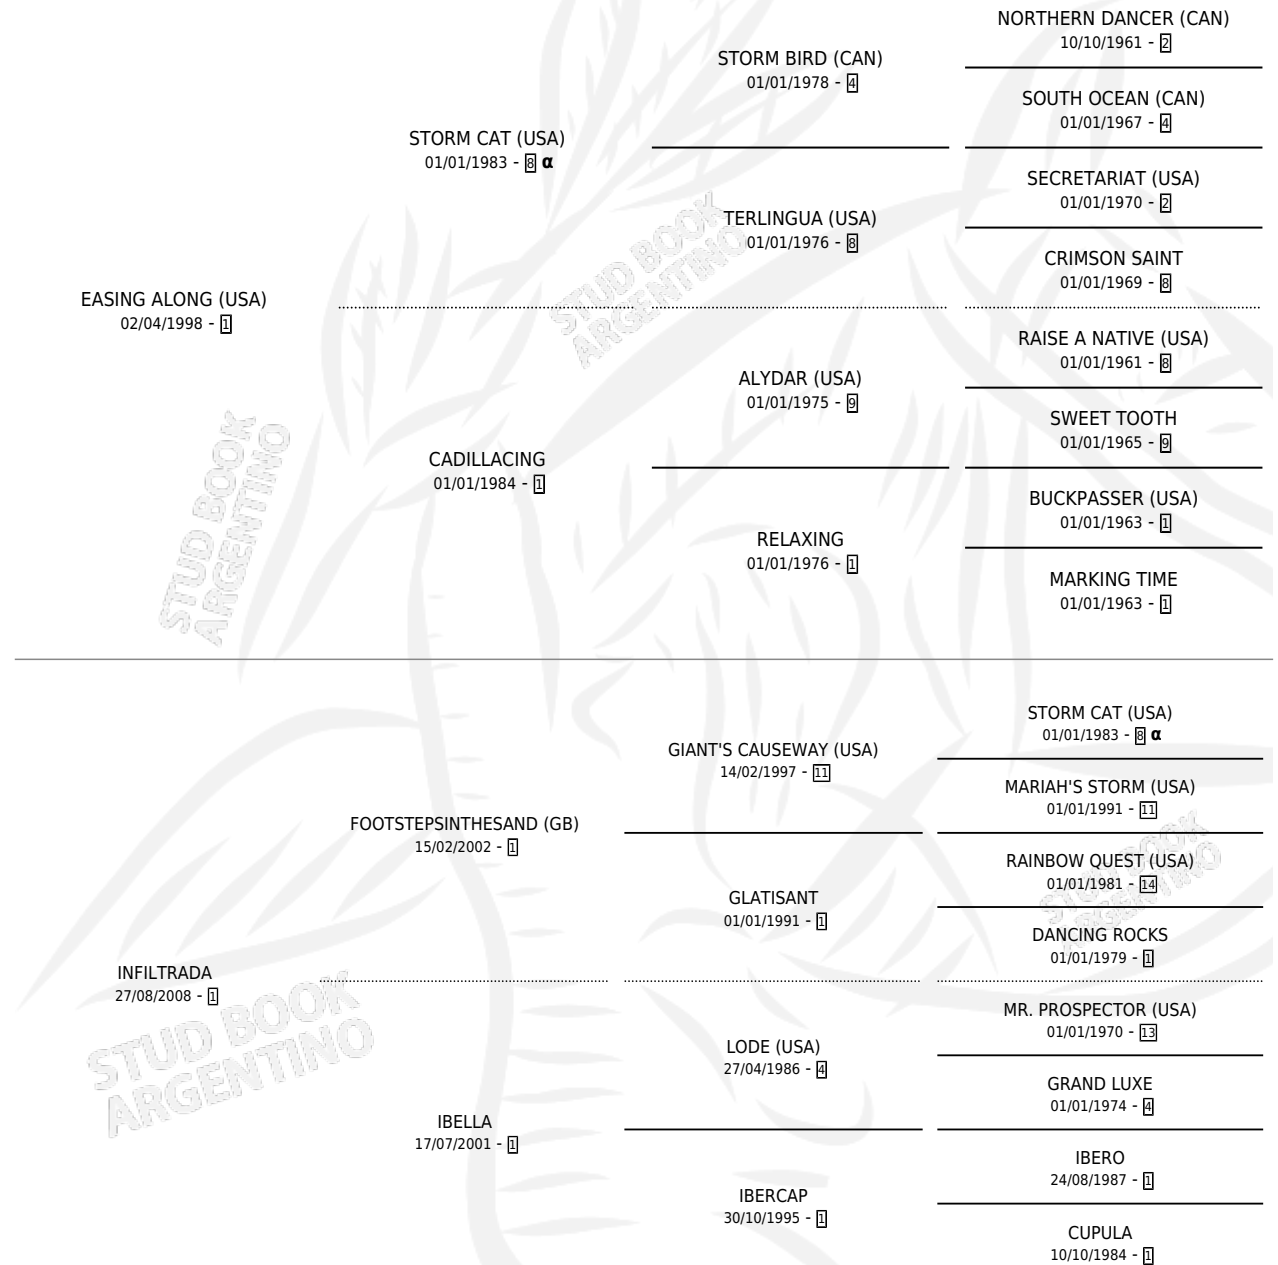 NORTHERN DANCER (CAN)
10/10/1961 - 2
STORM BIRD (CAN)
01/01/1978 - 4
SOUTH OCEAN (CAN)
01/01/1967 - 4
STORM CAT (USA)
01/01/1983 - 8 α
SECRETARIAT (USA)
01/01/1970 - 2
TERLINGUA (USA)
01/01/1976 - 8
CRIMSON SAINT
01/01/1969 - 8
EASING ALONG (USA)
02/04/1998 - 1
RAISE A NATIVE (USA)
01/01/1961 - 8
ALYDAR (USA)
01/01/1975 - 9
SWEET TOOTH
01/01/1965 - 9
CADILLACING
01/01/1984 - 1
BUCKPASSER (USA)
01/01/1963 - 1
RELAXING
01/01/1976 - 1
MARKING TIME
01/01/1963 - 1
STORM CAT (USA)
01/01/1983 - 8 α
GIANT'S CAUSEWAY (USA)
14/02/1997 - 11
MARIAH'S STORM (USA)
01/01/1991 - 11
FOOTSTEPSINTHESAND (GB)
15/02/2002 - 1
RAINBOW QUEST (USA)
01/01/1981 - 14
GLATISANT
01/01/1991 - 1
DANCING ROCKS
01/01/1979 - 1
INFILTRADA
27/08/2008 - 1
MR. PROSPECTOR (USA)
01/01/1970 - 13
LODE (USA)
27/04/1986 - 4
GRAND LUXE
01/01/1974 - 4
IBELLA
17/07/2001 - 1
IBERO
24/08/1987 - 1
IBERCAP
30/10/1995 - 1
CUPULA
10/10/1984 - 1
STUD BOOK
ARGENTINO
STUD BOOK
ARGENTINO
STUD BOOK
ARGENTINO
STUD BOOK
ARGENTINO